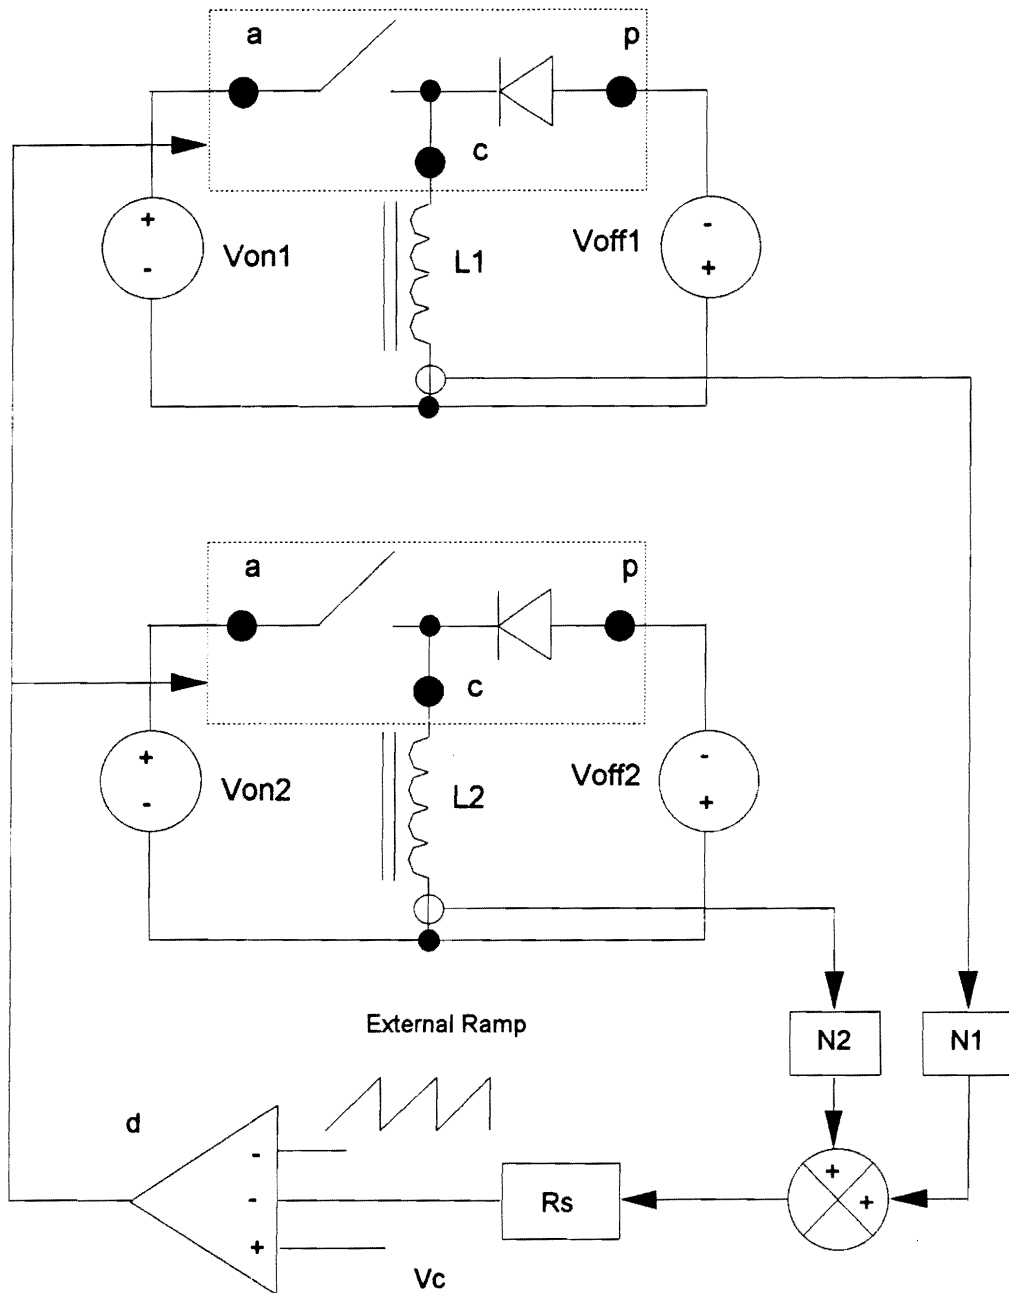 a
p
c
+
-
Von1
L1
Voff1
-
+
a
p
c
+
-
Von2
L2
Voff2
-
+
External Ramp
N2
N1
d
-
-
+
Rs
+
+
Vc